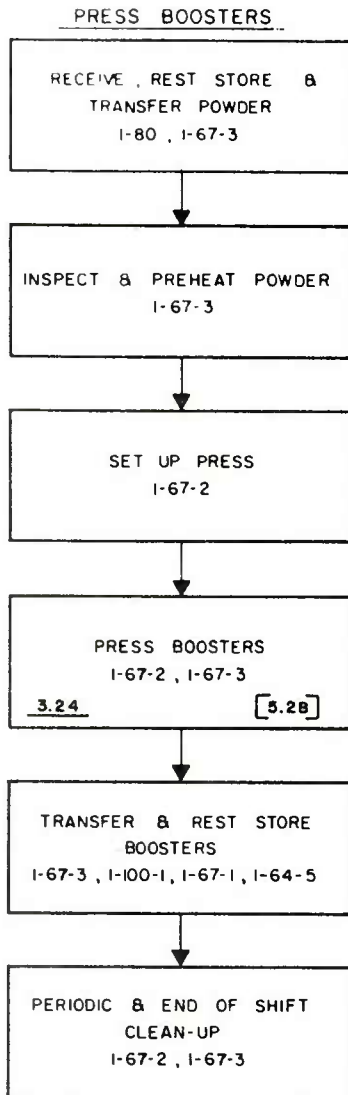 PRESS BOOSTERS
RECEIVE, REST STORE &
TRANSFER POWDER
1-80, 1-67-3
INSPECT & PREHEAT POWDER
1-67-3
SET UP PRESS
1-67-2
PRESS BOOSTERS
1-67-2, 1-67-3
3.24 [5.2B]
TRANSFER & REST STORE
BOOSTERS
1-67-3, 1-100-1, 1-67-1, 1-64-5
PERIODIC & END OF SHIFT
CLEAN-UP
1-67-2, 1-67-3